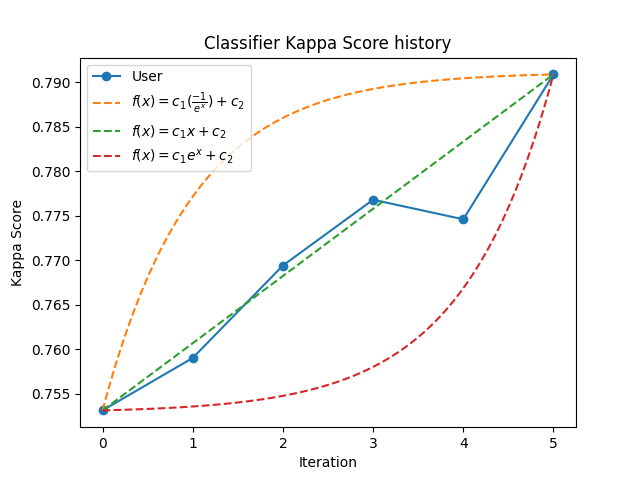 Classifier Kappa Score history
User
f(x) = c₁(−1/eˣ) + c₂
f(x) = c₁x + c₂
f(x) = c₁eˣ + c₂
Kappa Score
0.790
0.785
0.780
0.775
0.770
0.765
0.760
0.755
0 1 2 3 4 5
Iteration